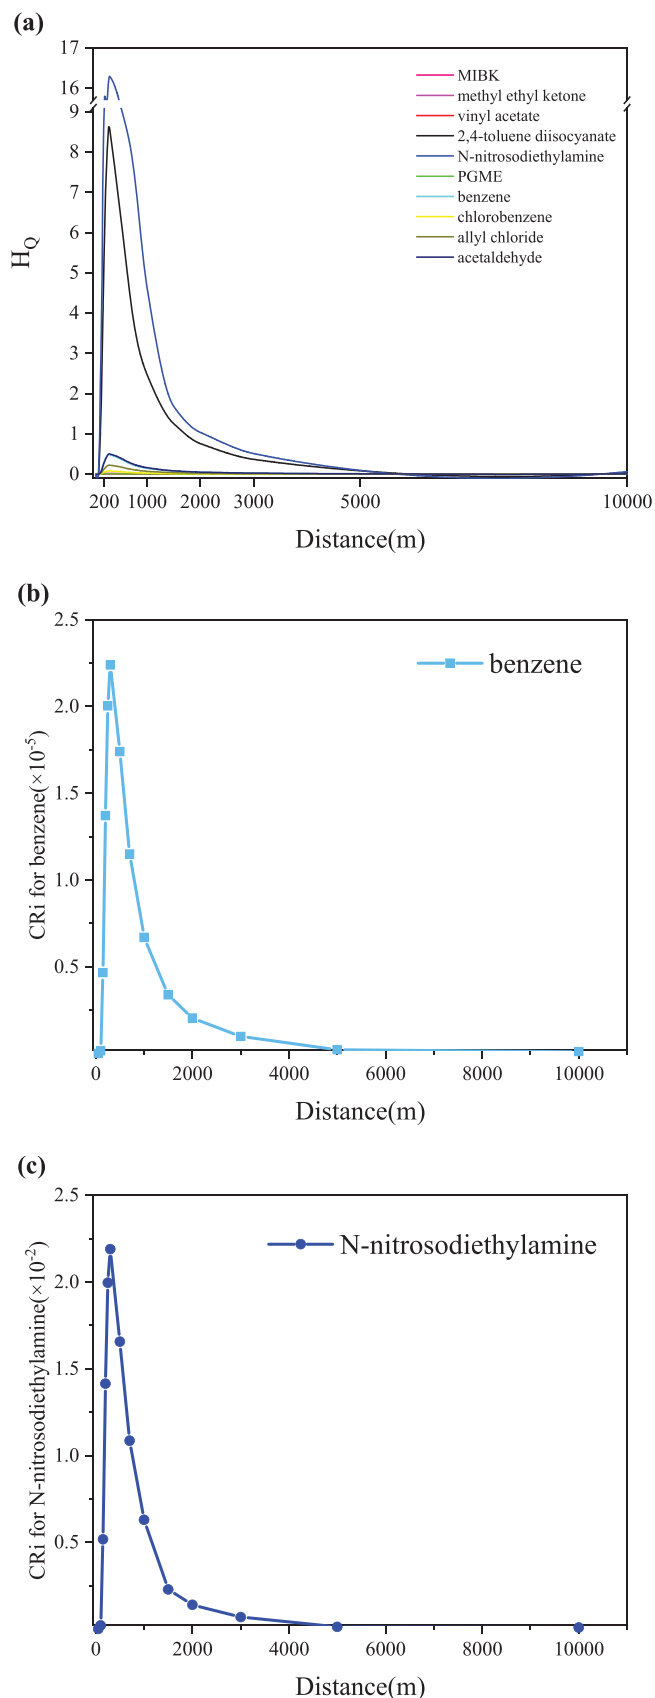 (a)
17
16
9
8
7
6
5
4
3
2
1
0
H_Q
MIBK
methyl ethyl ketone
vinyl acetate
2,4-toluene diisocyanate
N-nitrosodiethylamine
PGME
benzene
chlorobenzene
allyl chloride
acetaldehyde
200 1000 2000 3000 5000 10000
Distance(m)
(b)
2.5
2.0
1.5
1.0
0.5
CRi for benzene(×10⁻⁵)
benzene
0 2000 4000 6000 8000 10000
Distance(m)
(c)
2.5
2.0
1.5
1.0
0.5
CRi for N-nitrosodiethylamine(×10⁻²)
N-nitrosodiethylamine
0 2000 4000 6000 8000 10000
Distance(m)